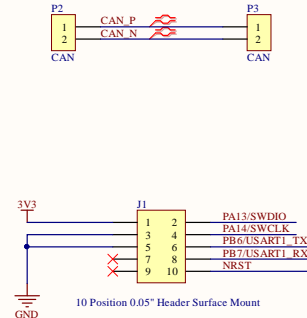 P2 P3
1 CAN_P 1
2 CAN_N 2
CAN CAN
3V3 J1
1 2 PA13/SWDIO
3 4 PA14/SWCLK
5 6 PB6/USART1_TX
7 8 PB7/USART1_RX
9 10 NRST
GND
10 Position 0.05" Header Surface Mount